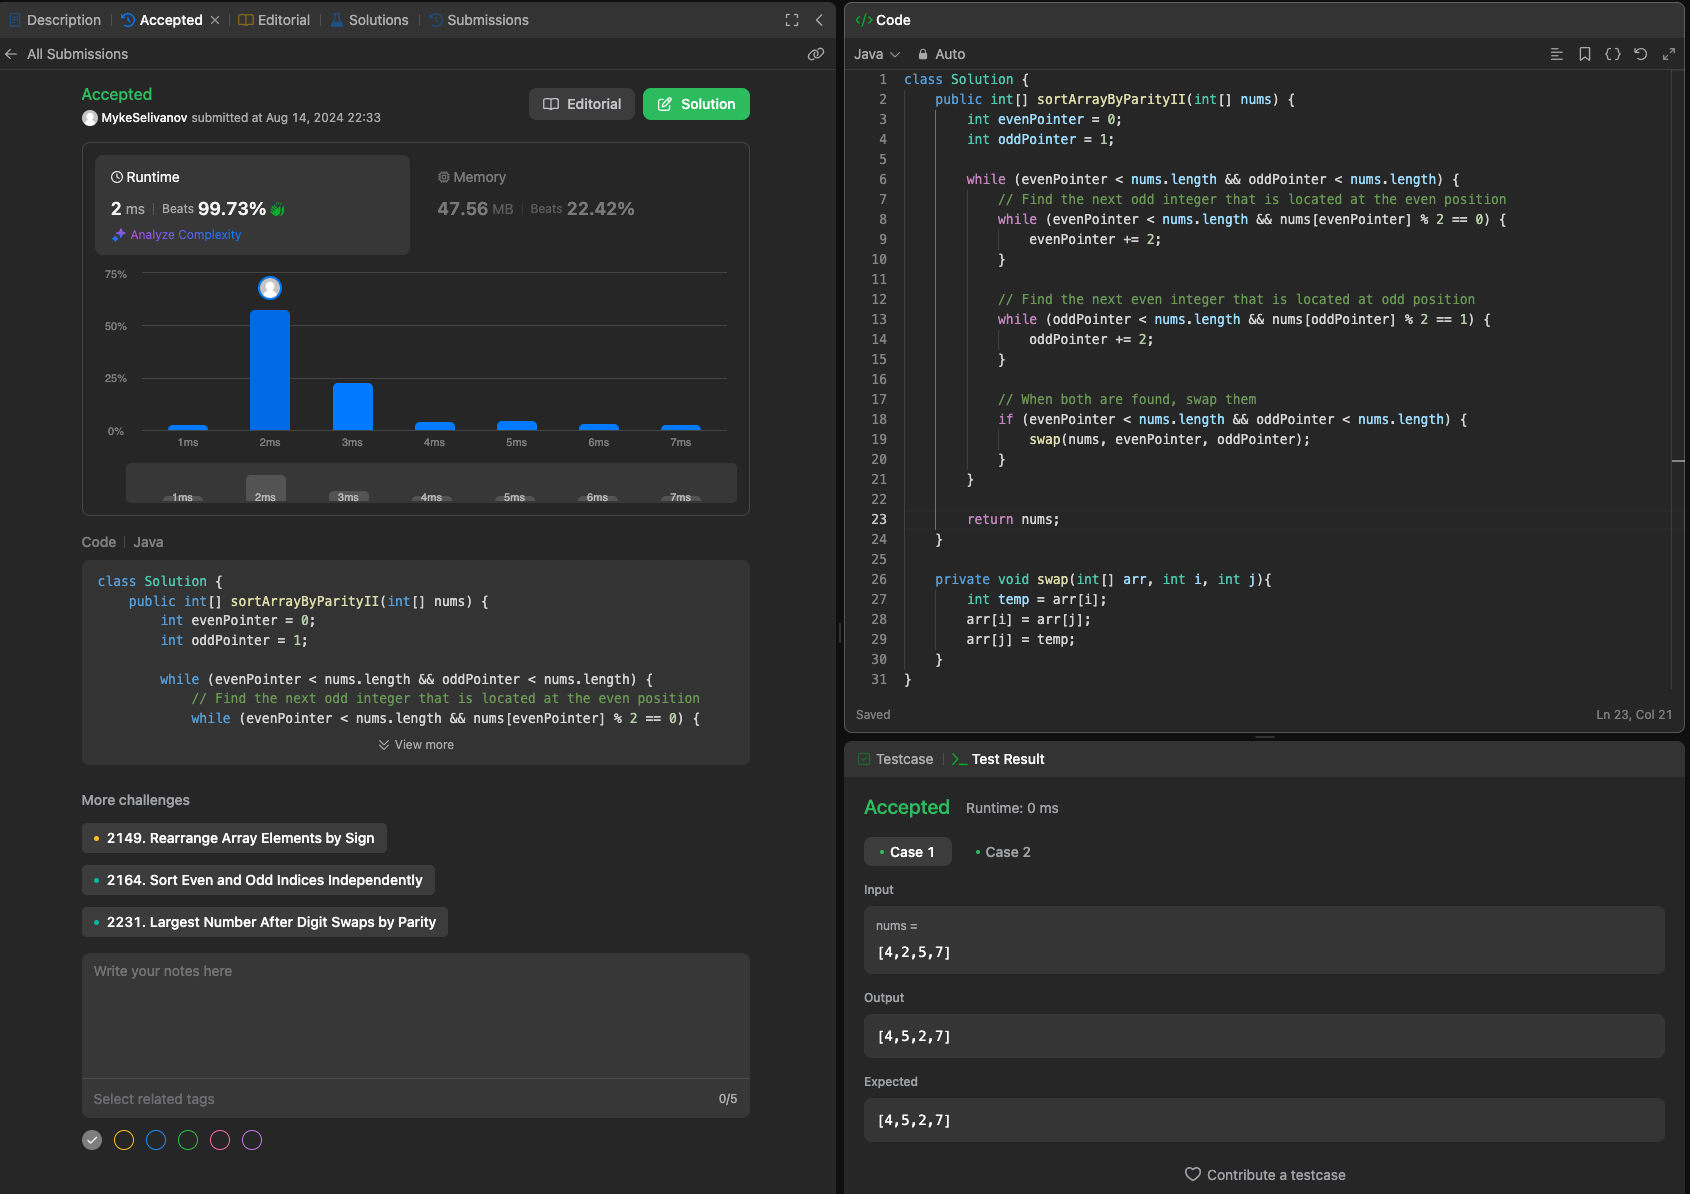 Description
Accepted
Editorial
Solutions
Submissions
All Submissions
Accepted
MykeSelivanov submitted at Aug 14, 2024 22:33
Editorial
Solution
Runtime
2 ms | Beats 99.73%
Analyze Complexity
Memory
47.56 MB | Beats 22.42%
75%
50%
25%
0%
1ms 2ms 3ms 4ms 5ms 6ms 7ms
1ms 2ms 3ms 4ms 5ms 6ms 7ms
Code | Java
class Solution {
    public int[] sortArrayByParityII(int[] nums) {
        int evenPointer = 0;
        int oddPointer = 1;
        while (evenPointer < nums.length && oddPointer < nums.length) {
            // Find the next odd integer that is located at the even position
            while (evenPointer < nums.length && nums[evenPointer] % 2 == 0) {
View more
More challenges
2149. Rearrange Array Elements by Sign
2164. Sort Even and Odd Indices Independently
2231. Largest Number After Digit Swaps by Parity
Write your notes here
Select related tags
0/5
</> Code
Java
Auto
1 class Solution {
2     public int[] sortArrayByParityII(int[] nums) {
3         int evenPointer = 0;
4         int oddPointer = 1;
5
6         while (evenPointer < nums.length && oddPointer < nums.length) {
7             // Find the next odd integer that is located at the even position
8             while (evenPointer < nums.length && nums[evenPointer] % 2 == 0) {
9                 evenPointer += 2;
10             }
11
12             // Find the next even integer that is located at odd position
13             while (oddPointer < nums.length && nums[oddPointer] % 2 == 1) {
14                 oddPointer += 2;
15             }
16
17             // When both are found, swap them
18             if (evenPointer < nums.length && oddPointer < nums.length) {
19                 swap(nums, evenPointer, oddPointer);
20             }
21         }
22
23         return nums;
24     }
25
26     private void swap(int[] arr, int i, int j){
27         int temp = arr[i];
28         arr[i] = arr[j];
29         arr[j] = temp;
30     }
31 }
Saved
Ln 23, Col 21
Testcase
Test Result
Accepted
Runtime: 0 ms
Case 1
Case 2
Input
nums =
[4,2,5,7]
Output
[4,5,2,7]
Expected
[4,5,2,7]
Contribute a testcase